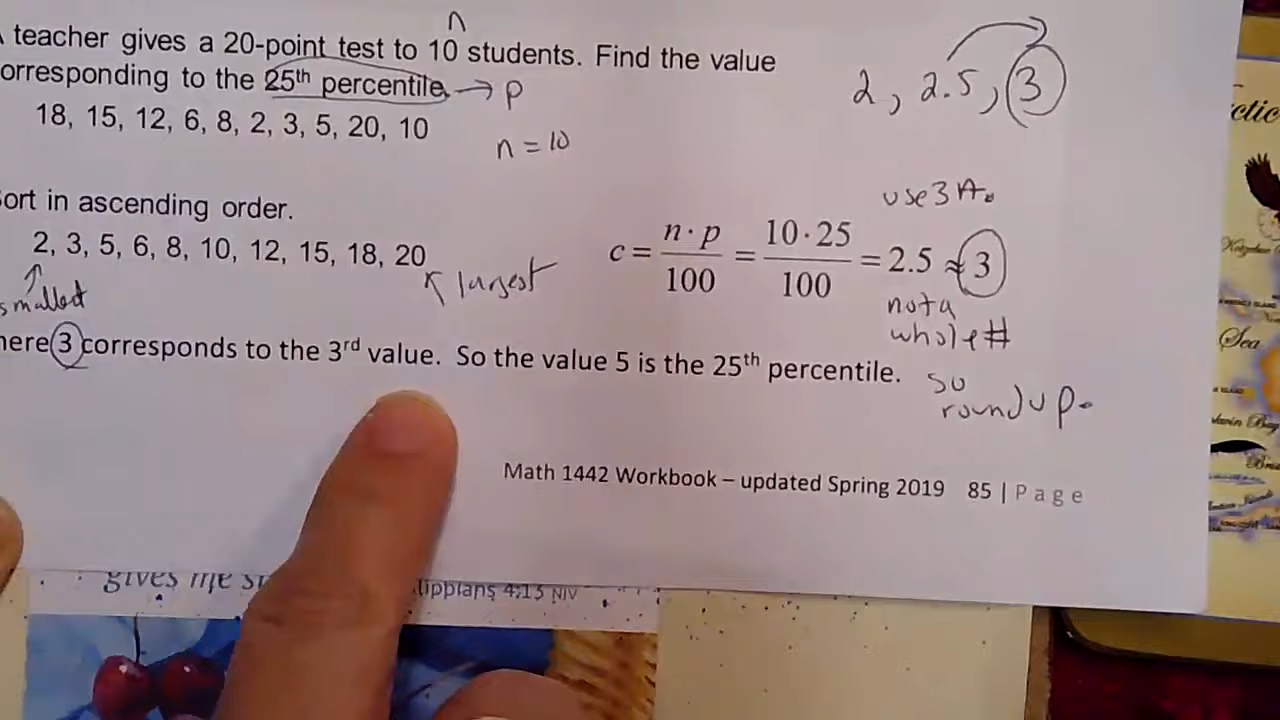 n
teacher gives a 20-point test to 10 students. Find the value
orresponding to the 25th percentile. → p
18, 15, 12, 6, 8, 2, 3, 5, 20, 10
n = 10
2, 2.5, 3
ort in ascending order.
2, 3, 5, 6, 8, 10, 12, 15, 18, 20
smallest
largest
use 3
c = n·p/100 = 10·25/100 = 2.5 ≈ 3
not a
whole #
so
round up.
here 3 corresponds to the 3rd value. So the value 5 is the 25th percentile.
Math 1442 Workbook – updated Spring 2019 85 | Page
gives me st
lippians 4:13 NIV
ctic
Sea